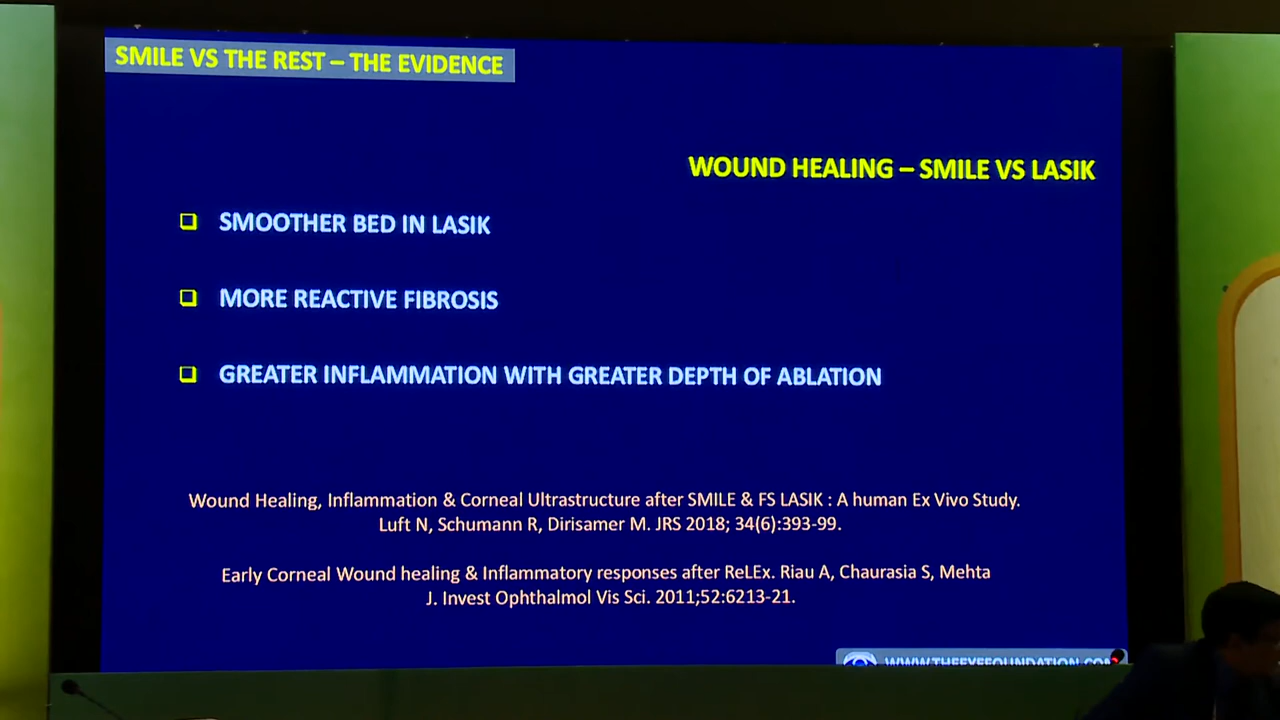 SMILE VS THE REST – THE EVIDENCE
WOUND HEALING – SMILE VS LASIK
SMOOTHER BED IN LASIK
MORE REACTIVE FIBROSIS
GREATER INFLAMMATION WITH GREATER DEPTH OF ABLATION
Wound Healing, Inflammation & Corneal Ultrastructure after SMILE & FS LASIK : A human Ex Vivo Study.
Luft N, Schumann R, Dirisamer M. JRS 2018; 34(6):393-99.
Early Corneal Wound healing & Inflammatory responses after ReLEx. Riau A, Chaurasia S, Mehta
J. Invest Ophthalmol Vis Sci. 2011;52:6213-21.
WWW.THEEYEFOUNDATION.COM